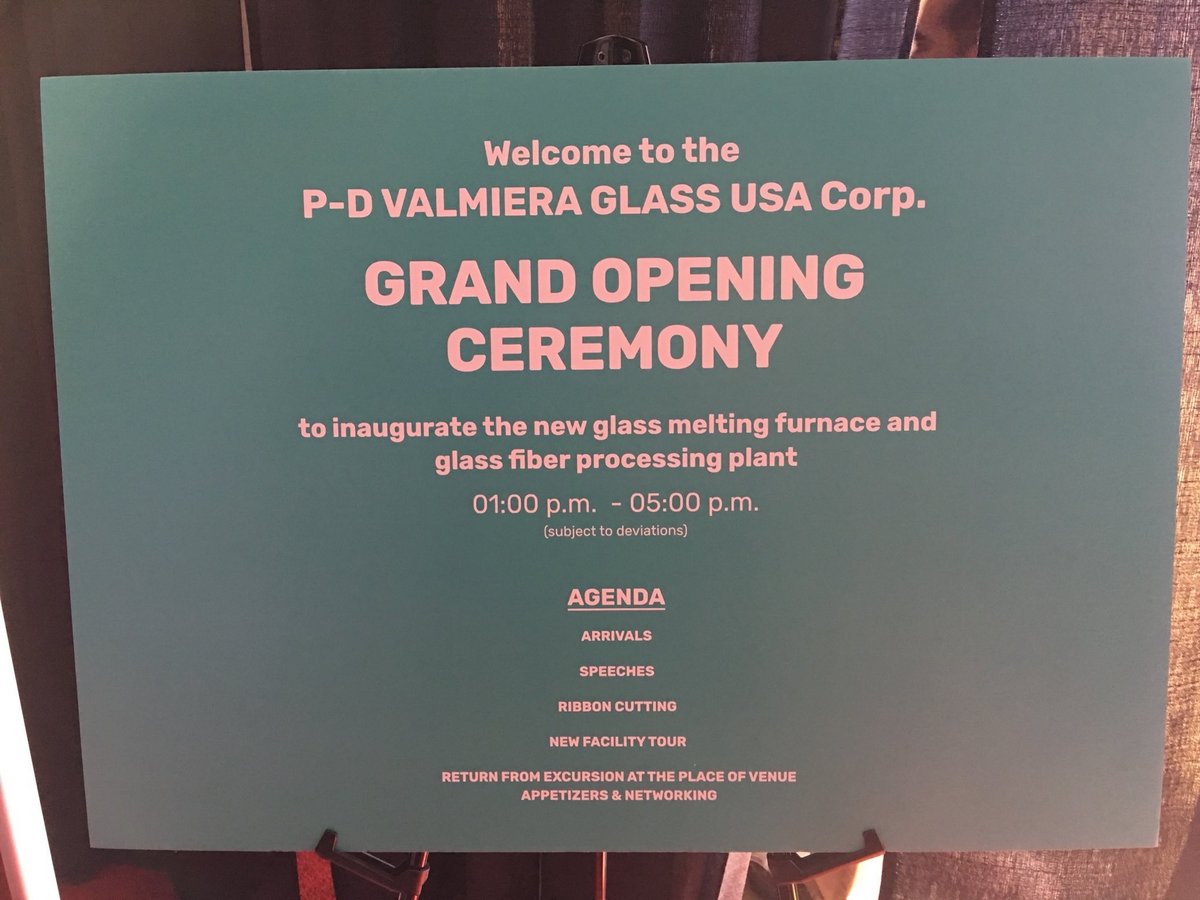 Welcome to the
P-D VALMIERA GLASS USA Corp.
GRAND OPENING
CEREMONY
to inaugurate the new glass melting furnace and
glass fiber processing plant
01:00 p.m. - 05:00 p.m.
(subject to deviations)
AGENDA
ARRIVALS
SPEECHES
RIBBON CUTTING
NEW FACILITY TOUR
RETURN FROM EXCURSION AT THE PLACE OF VENUE
APPETIZERS & NETWORKING